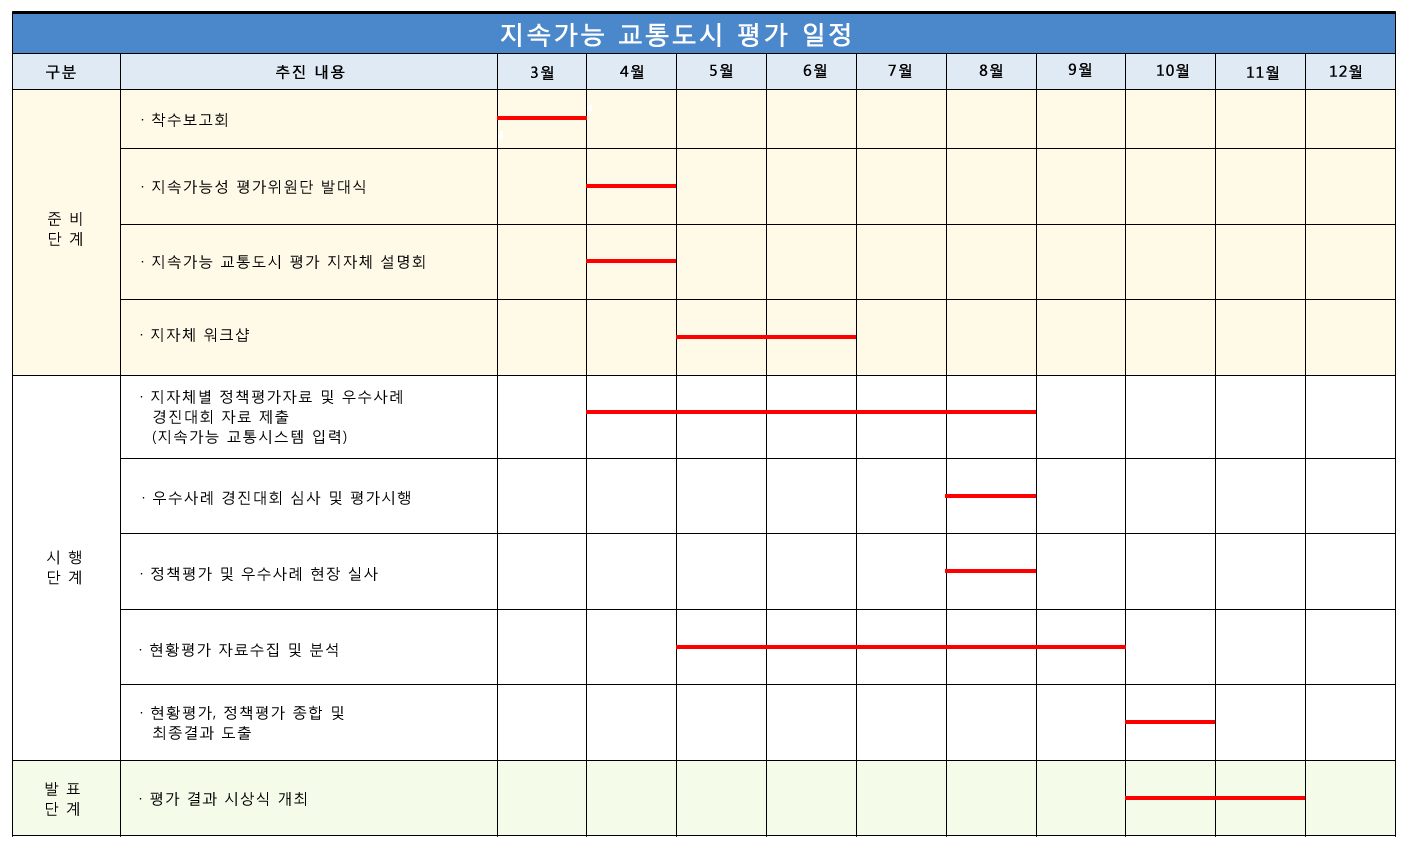 지속가능 교통도시 평가 일정
구분 추진 내용 3월 4월 5월 6월 7월 8월 9월 10월 11월 12월
준 비
단 계
· 착수보고회
· 지속가능성 평가위원단 발대식
· 지속가능 교통도시 평가 지자체 설명회
· 지자체 워크샵
시 행
단 계
· 지자체별 정책평가자료 및 우수사례
경진대회 자료 제출
(지속가능 교통시스템 입력)
· 우수사례 경진대회 심사 및 평가시행
· 정책평가 및 우수사례 현장 실사
· 현황평가 자료수집 및 분석
· 현황평가, 정책평가 종합 및
최종결과 도출
발 표
단 계
· 평가 결과 시상식 개최